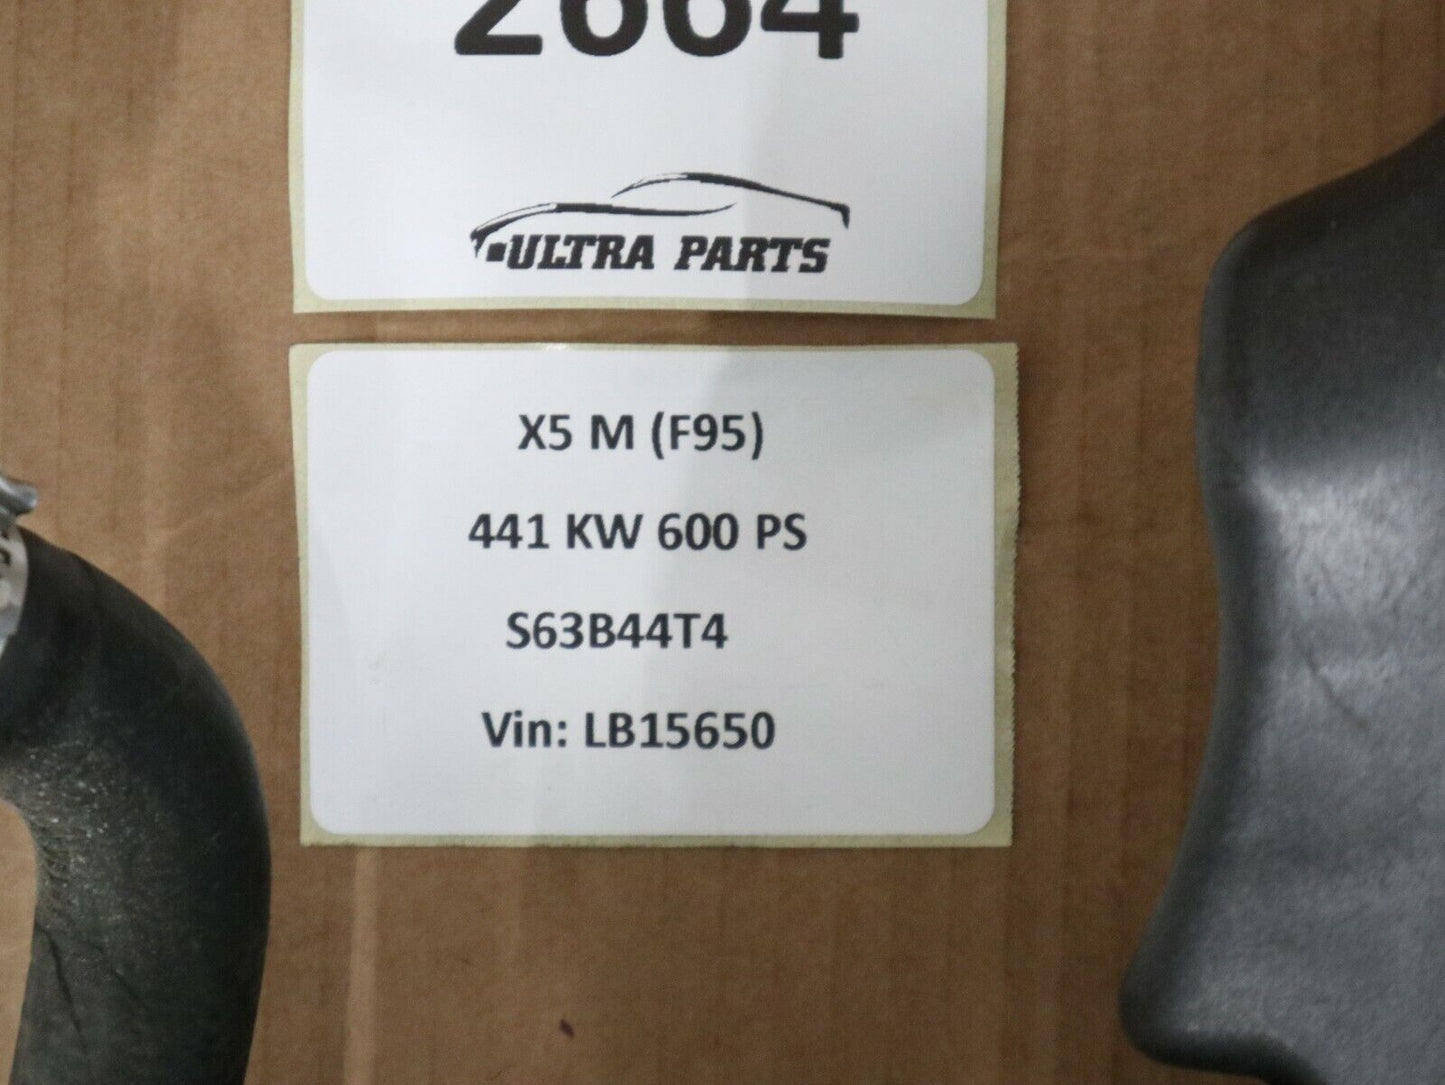 2664
ULTRA PARTS
X5 M (F95)
441 KW 600 PS
S63B44T4
Vin: LB15650